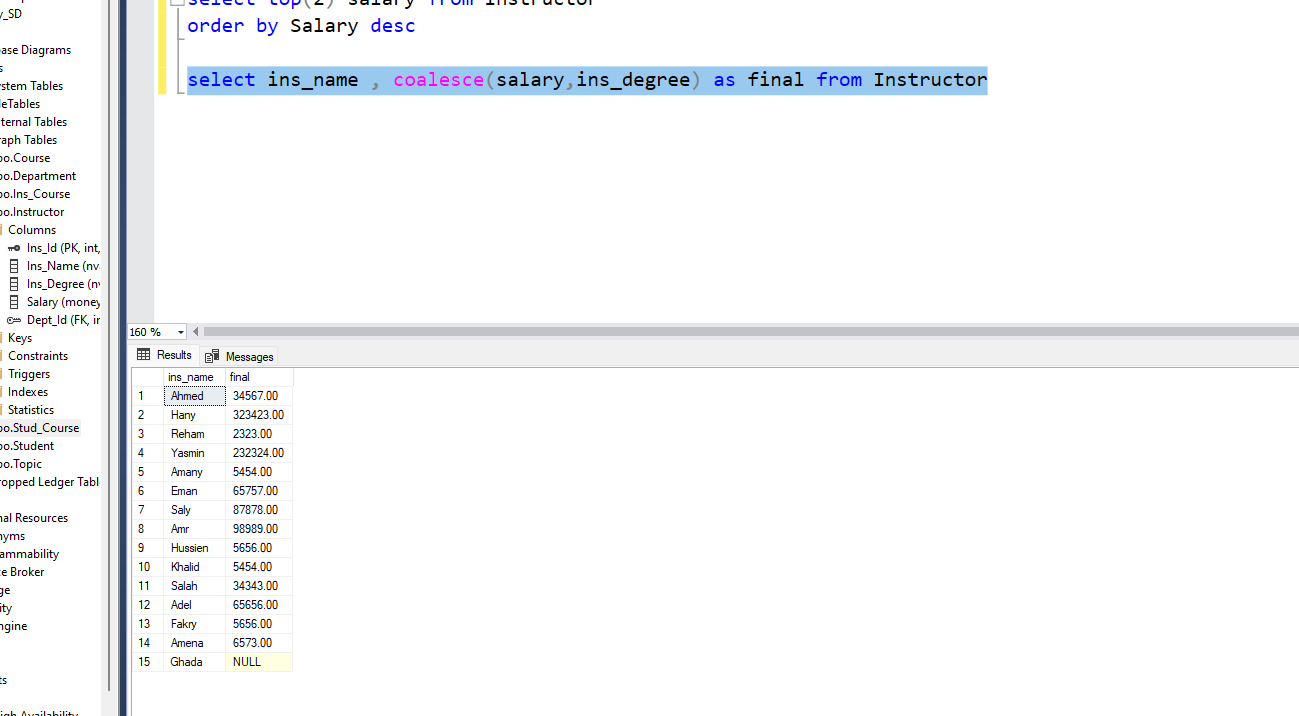 select top(2) salary from Instructor
order by Salary desc
select ins_name , coalesce(salary,ins_degree) as final from Instructor
y_SD
ase Diagrams
s
stem Tables
leTables
ternal Tables
raph Tables
bo.Course
bo.Department
bo.Ins_Course
bo.Instructor
Columns
Ins_Id (PK, int,
Ins_Name (nva
Ins_Degree (nv
Salary (money
Dept_Id (FK, in
Keys
Constraints
Triggers
Indexes
Statistics
bo.Stud_Course
bo.Student
bo.Topic
ropped Ledger Tabl
nal Resources
nyms
ammability
e Broker
ge
ity
ngine
ts
igh Availability
160 %
Results Messages
ins_name final
1 Ahmed 34567.00
2 Hany 323423.00
3 Reham 2323.00
4 Yasmin 232324.00
5 Amany 5454.00
6 Eman 65757.00
7 Saly 87878.00
8 Amr 98989.00
9 Hussien 5656.00
10 Khalid 5454.00
11 Salah 34343.00
12 Adel 65656.00
13 Fakry 5656.00
14 Amena 6573.00
15 Ghada NULL